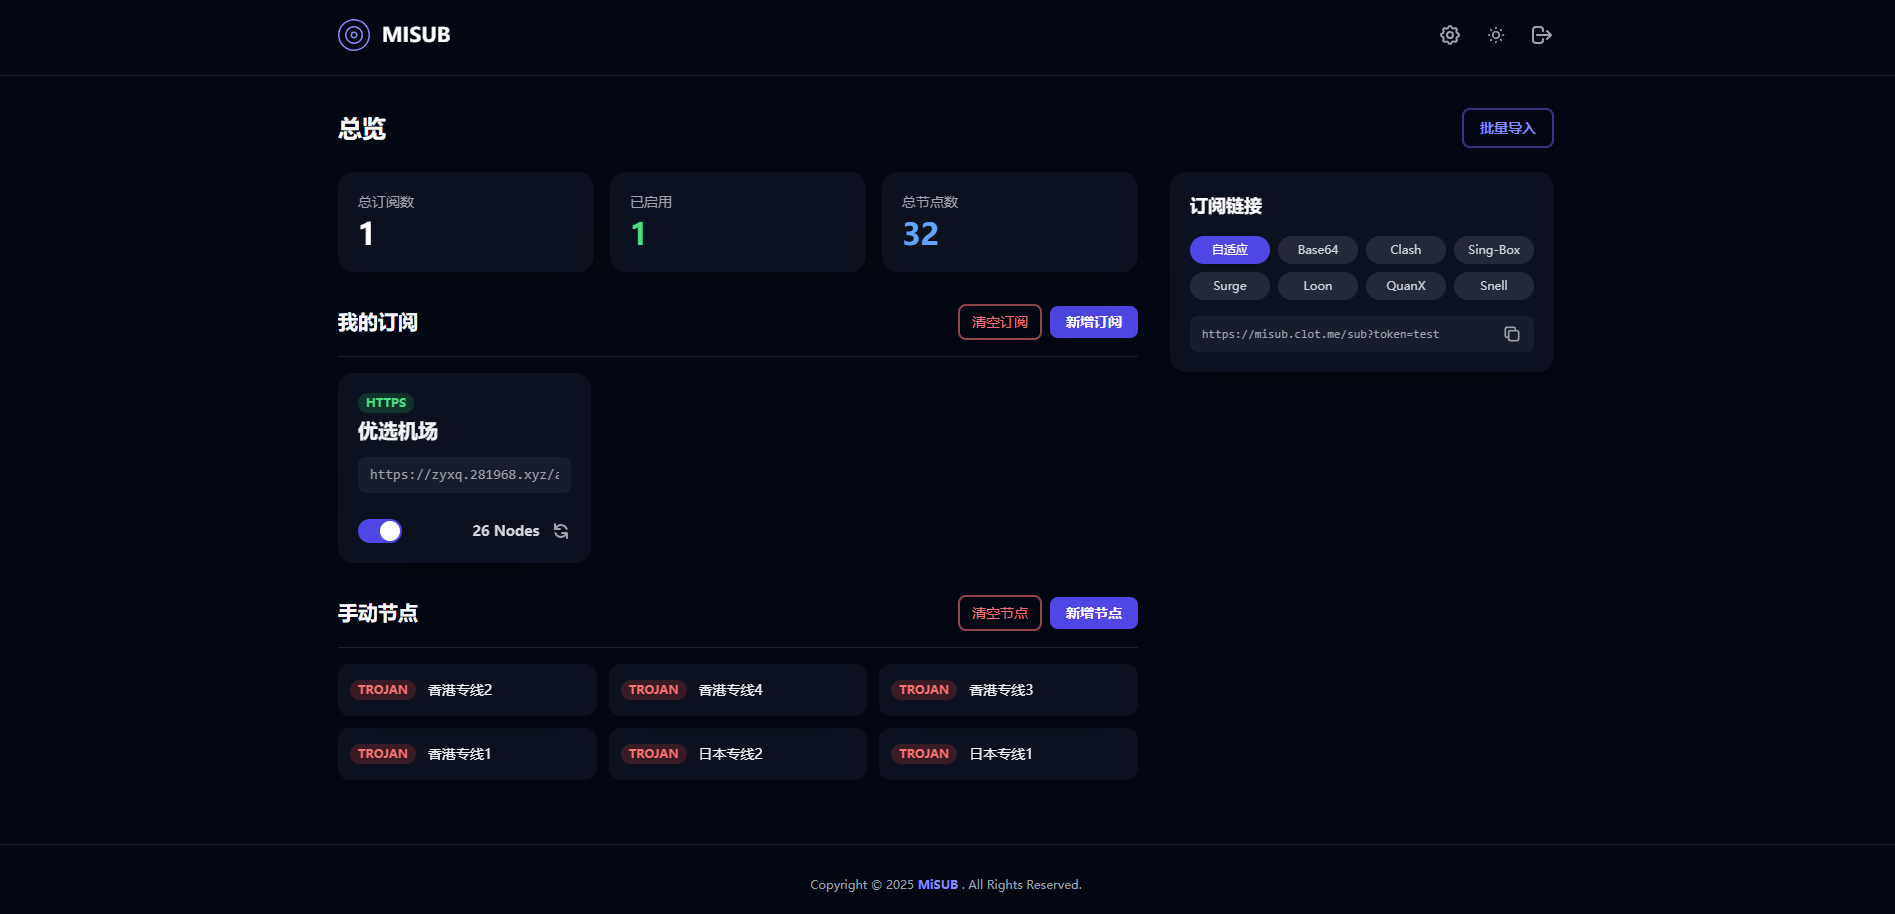 MISUB
总览
批量导入
总订阅数
1
已启用
1
总节点数
32
我的订阅
清空订阅
新增订阅
HTTPS
优选机场
https://zyxq.281968.xyz/a
26 Nodes
手动节点
清空节点
新增节点
TROJAN 香港专线2
TROJAN 香港专线4
TROJAN 香港专线3
TROJAN 香港专线1
TROJAN 日本专线2
TROJAN 日本专线1
订阅链接
自适应 Base64 Clash Sing-Box
Surge Loon QuanX Snell
https://misub.clot.me/sub?token=test
Copyright © 2025 MiSUB . All Rights Reserved.